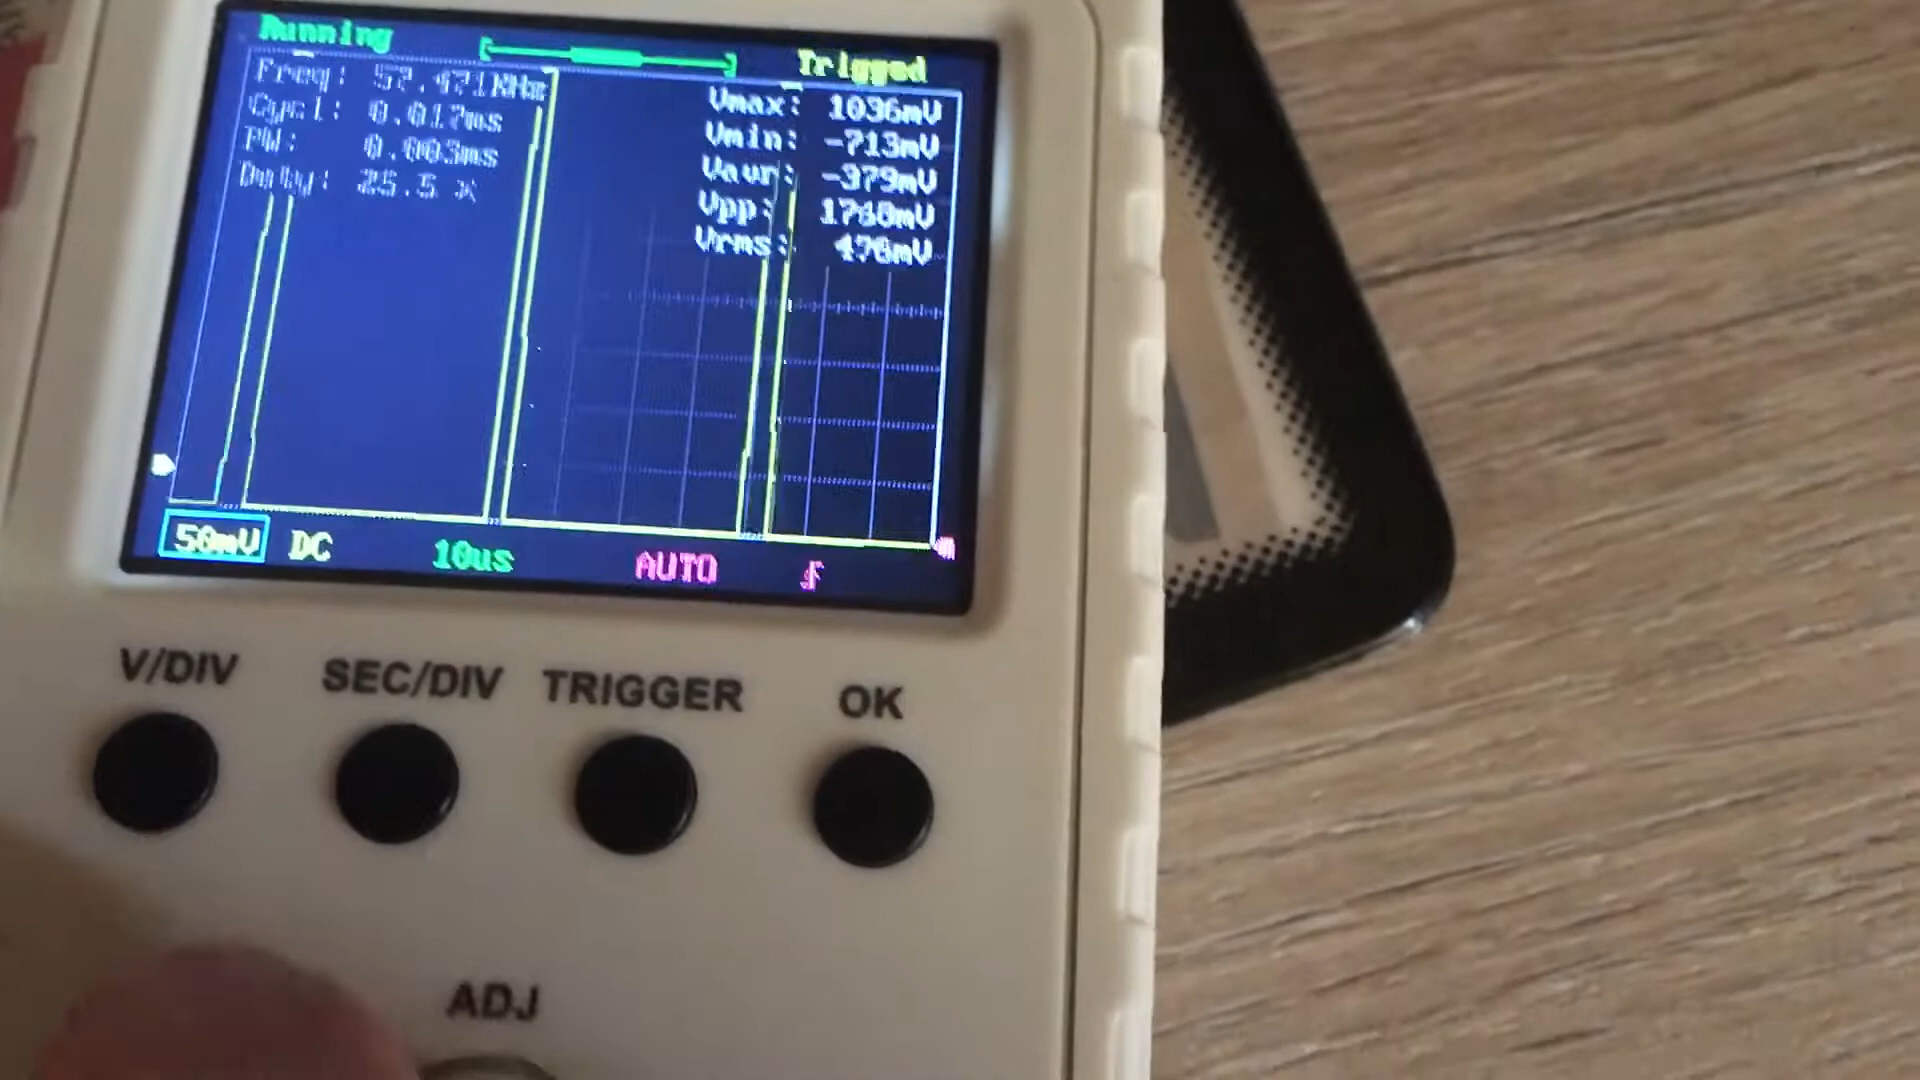 Running
Trigged
Freq: 57.471KHz
Cycl: 0.017ms
PW: 0.003ms
Duty: 25.5 %
Vmax: 1036mV
Vmin: -713mV
Vavr: -379mV
Vpp: 1760mV
Vrms: 476mV
50mV DC 10us AUTO
V/DIV SEC/DIV TRIGGER OK
ADJ